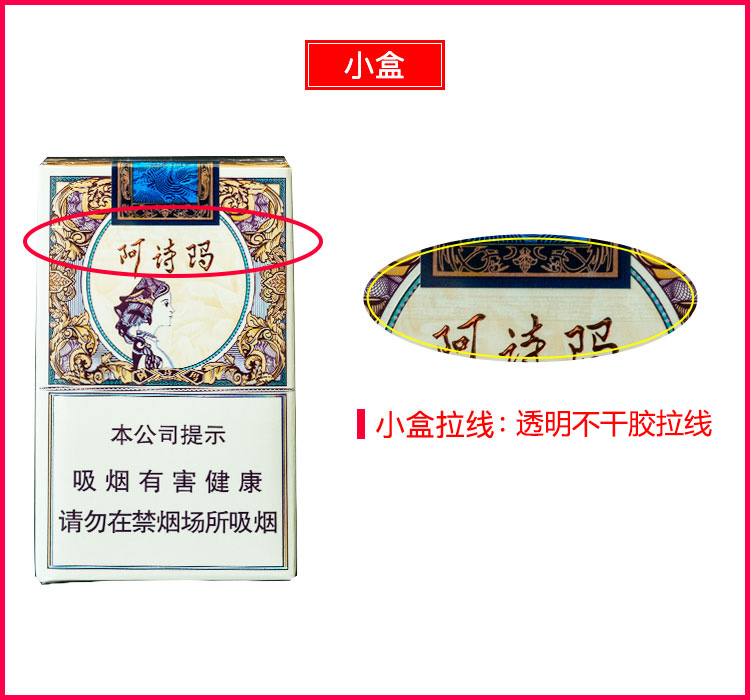 小盒
阿诗玛
本公司提示
吸烟有害健康
请勿在禁烟场所吸烟
阿诗玛
小盒拉线：透明不干胶拉线